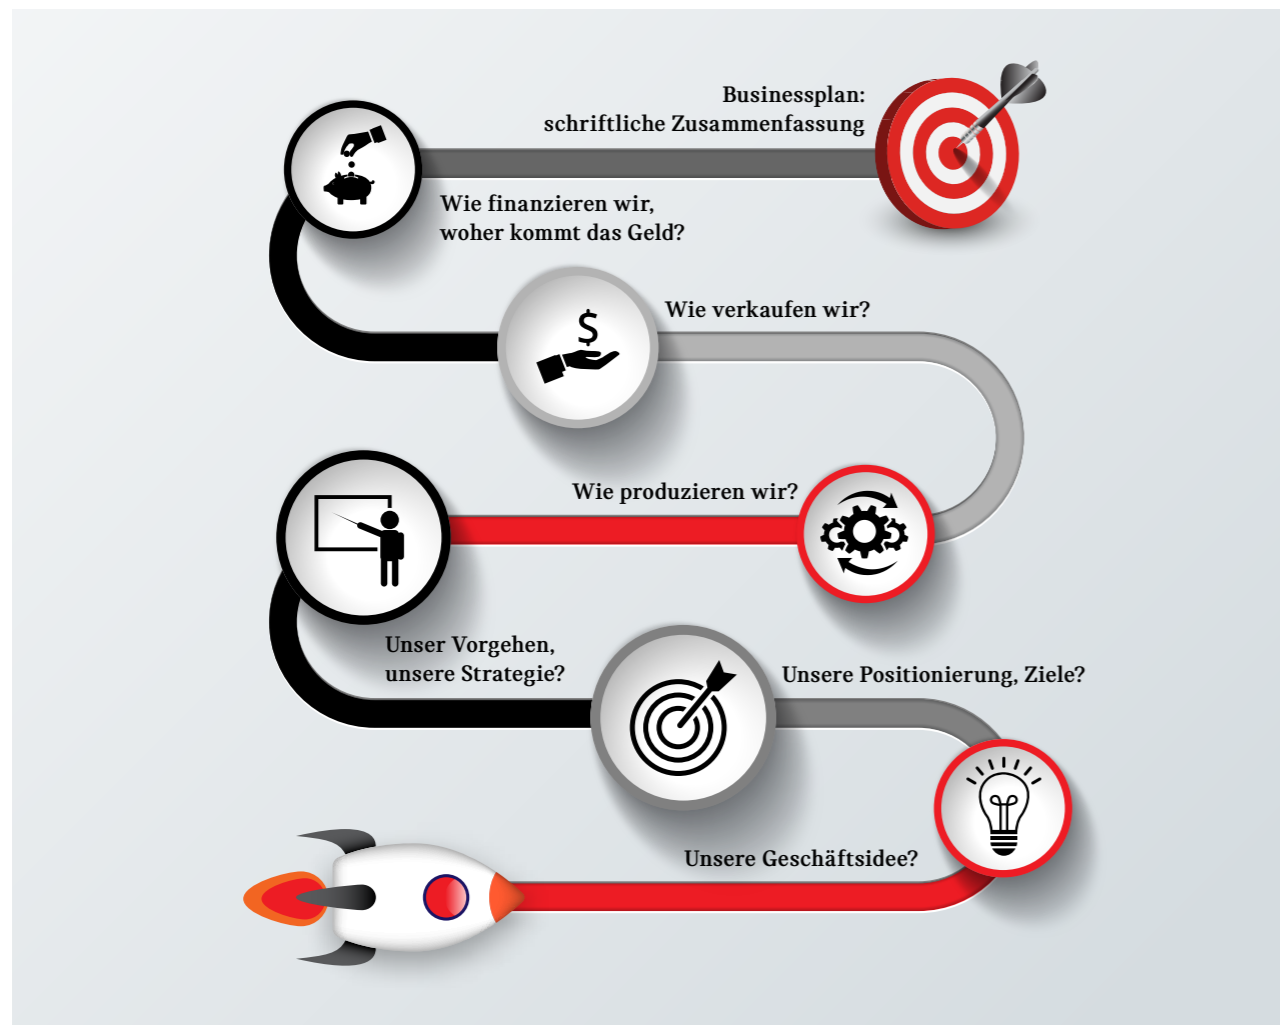 Businessplan:
schriftliche Zusammenfassung
Wie finanzieren wir,
woher kommt das Geld?
Wie verkaufen wir?
$
Wie produzieren wir?
Unser Vorgehen,
unsere Strategie?
Unsere Positionierung, Ziele?
Unsere Geschäftsidee?